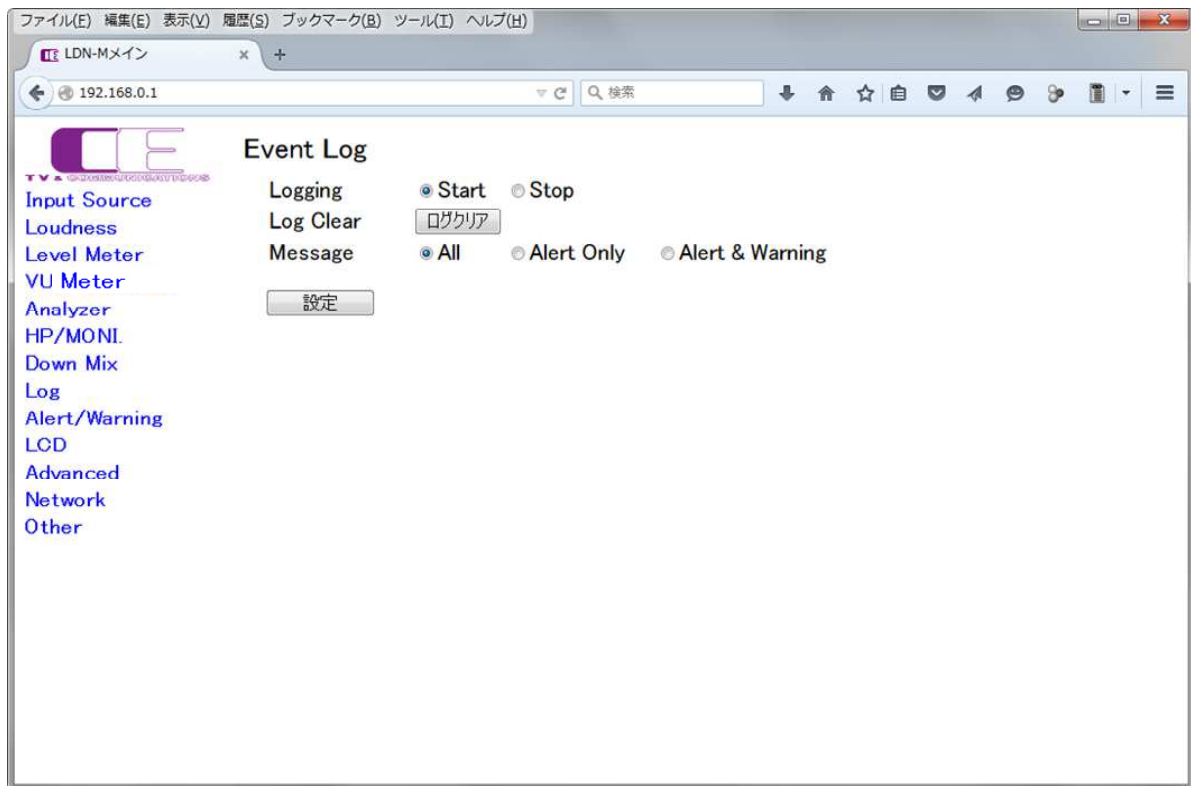 ファイル(F) 編集(E) 表示(V) 履歴(S) ブックマーク(B) ツール(T) ヘルプ(H)
LDN-Mメイン
192.168.0.1
検索
TV & COMMUNICATIONS
Input Source
Loudness
Level Meter
VU Meter
Analyzer
HP/MONI.
Down Mix
Log
Alert/Warning
LCD
Advanced
Network
Other
Event Log
Logging Start Stop
Log Clear ログクリア
Message All Alert Only Alert & Warning
設定